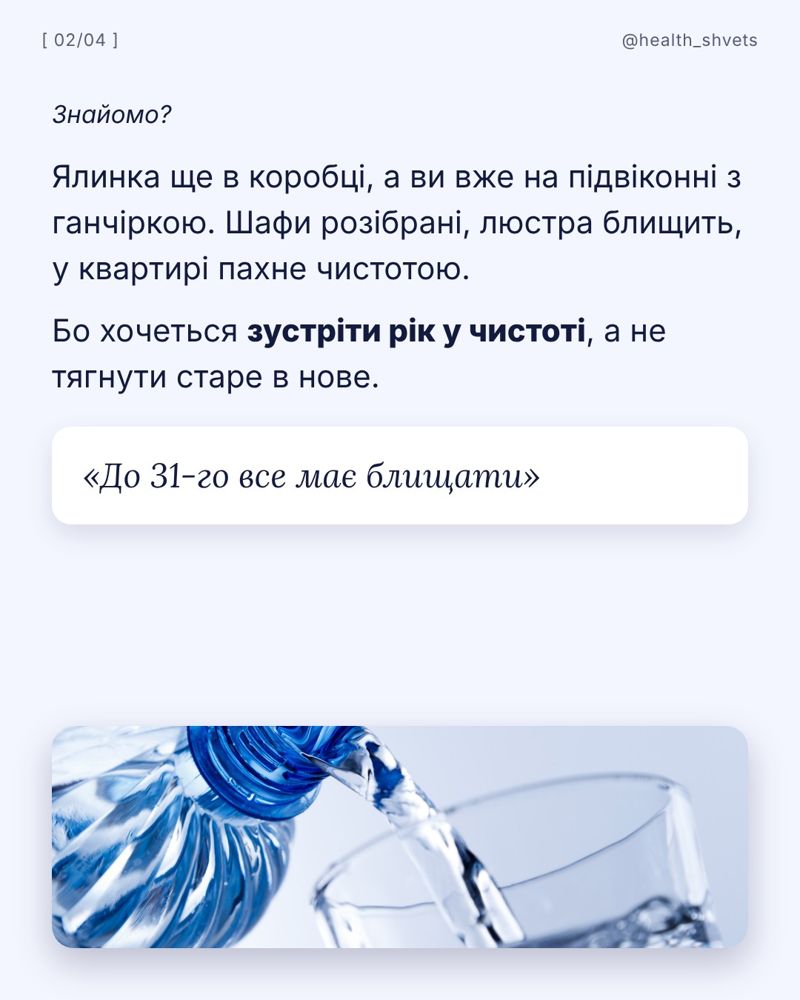 [ 02/04 ]
@health_shvets
Знайомо?
Ялинка ще в коробці, а ви вже на підвіконні з
ганчіркою. Шафи розібрані, люстра блищить,
у квартирі пахне чистотою.
Бо хочеться зустріти рік у чистоті, а не
тягнути старе в нове.
«До 31-го все має блищати»